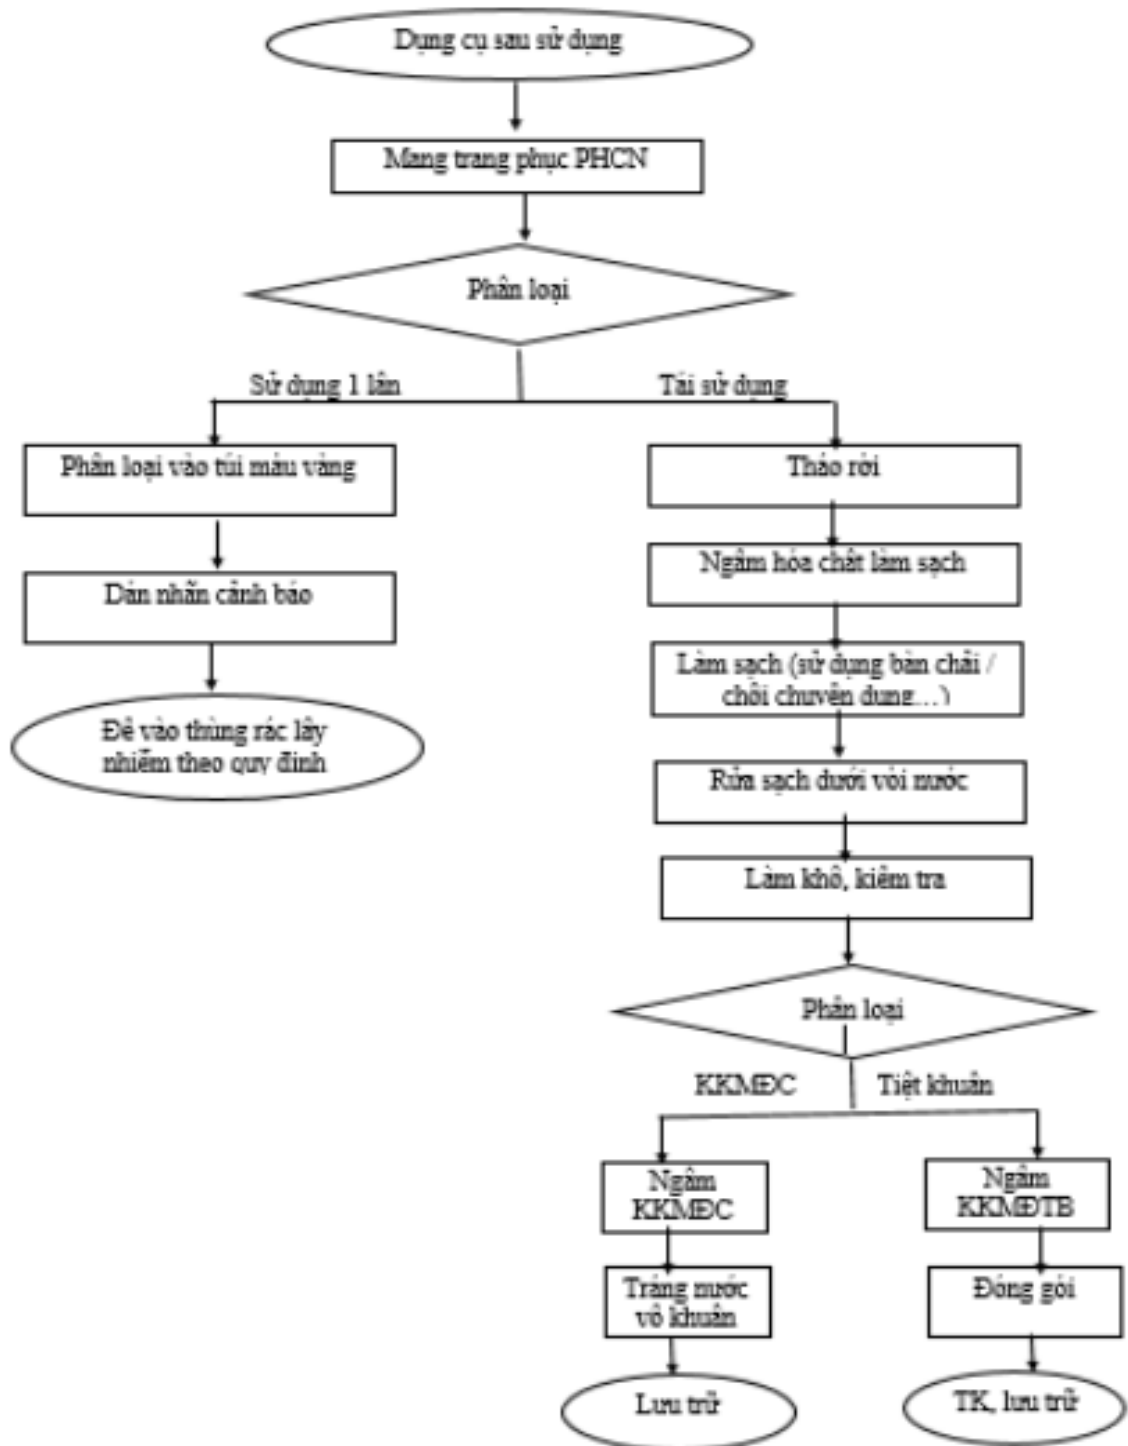 Dụng cụ sau sử dụng
Mang trang phục PHCN
Phân loại
Sử dụng 1 lần
Tái sử dụng
Phân loại vào túi màu vàng
Dán nhãn cảnh báo
Để vào thùng rác lây
nhiễm theo quy định
Tháo rời
Ngâm hóa chất làm sạch
Làm sạch (sử dụng bàn chải /
chổi chuyên dụng…)
Rửa sạch dưới vòi nước
Làm khô, kiểm tra
Phân loại
KKMĐC
Tiệt khuẩn
Ngâm
KKMĐC
Tráng nước
vô khuẩn
Lưu trữ
Ngâm
KKMĐTB
Đóng gói
TK, lưu trữ